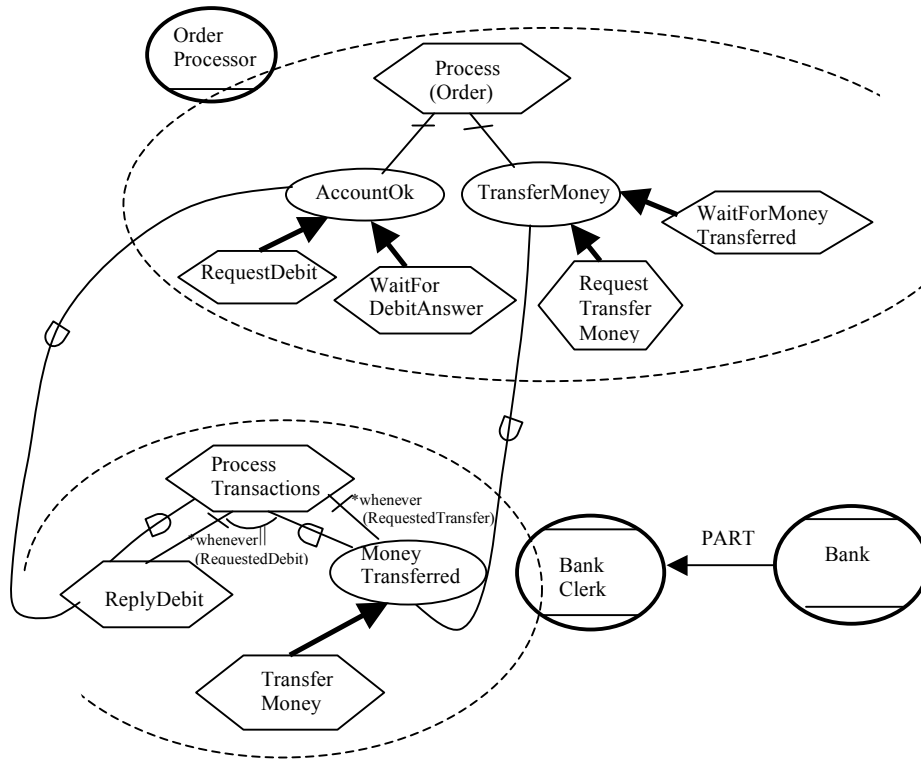 Order
Processor
Process
(Order)
AccountOk
TransferMoney
WaitForMoney
Transferred
RequestDebit
WaitFor
DebitAnswer
Request
Transfer
Money
Process
Transactions
*whenever
(RequestedTransfer)
*whenever||
(RequestedDebit)
Money
Transferred
ReplyDebit
Transfer
Money
Bank
Clerk
PART
Bank